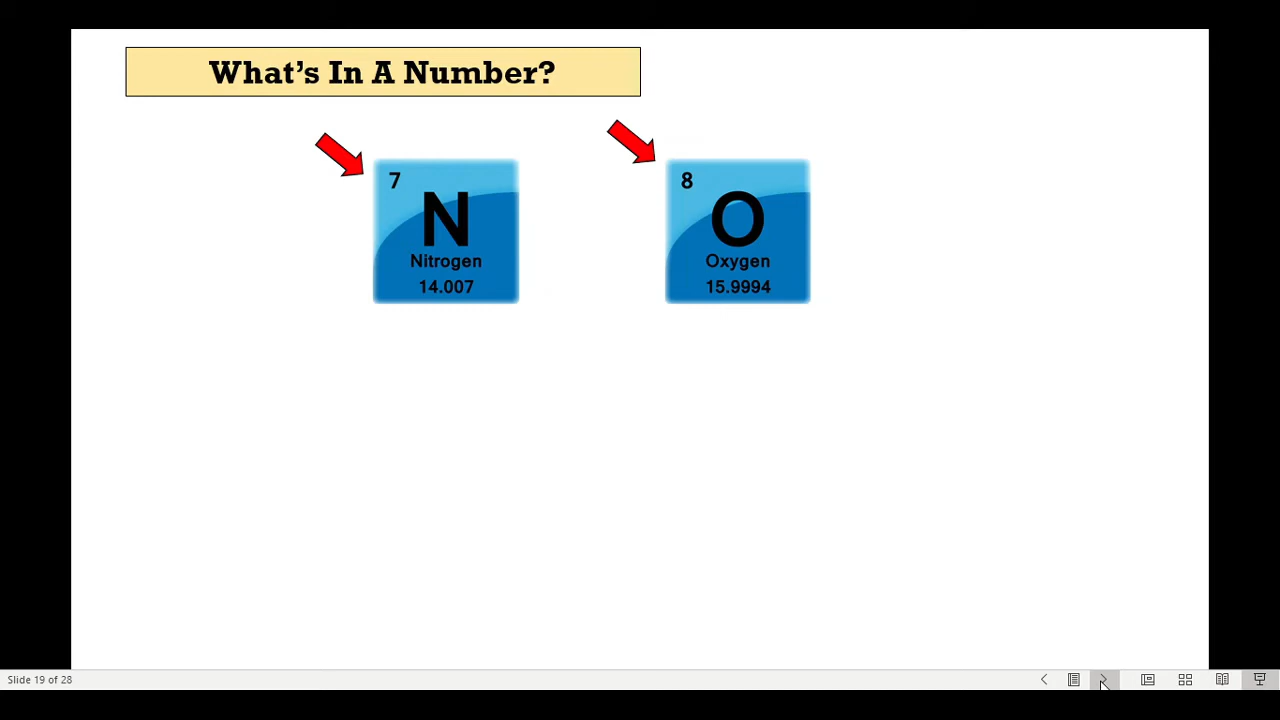 What's In A Number?
7
N
Nitrogen
14.007
8
O
Oxygen
15.9994
Slide 19 of 28